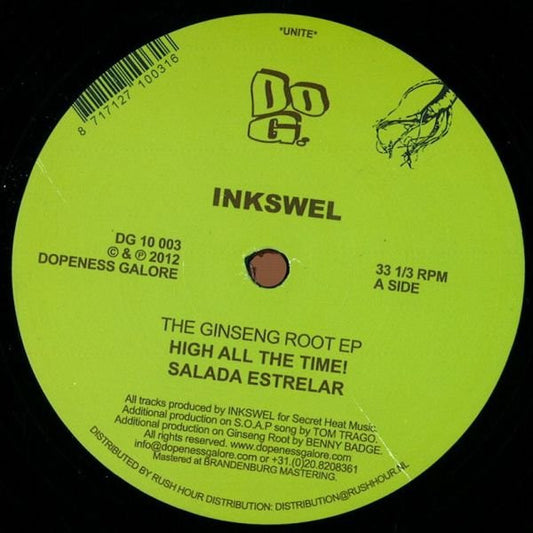 *UNITE*
8 717127 100316
DO
G.
INKSWEL
DG 10 003
© & ℗ 2012
DOPENESS GALORE
33 1/3 RPM
A SIDE
THE GINSENG ROOT EP
HIGH ALL THE TIME!
SALADA ESTRELAR
All tracks produced by INKSWEL for Secret Heat Music.
Additional production on S.O.A.P song by TOM TRAGO.
Additional production on Ginseng Root by BENNY BADGE.
All rights reserved. www.dopenessgalore.com
info@dopenessgalore.com or +31.(0)20.8208361
Mastered at BRANDENBURG MASTERING.
DISTRIBUTED BY RUSH HOUR DISTRIBUTION: DISTRIBUTION@RUSHHOUR.NL